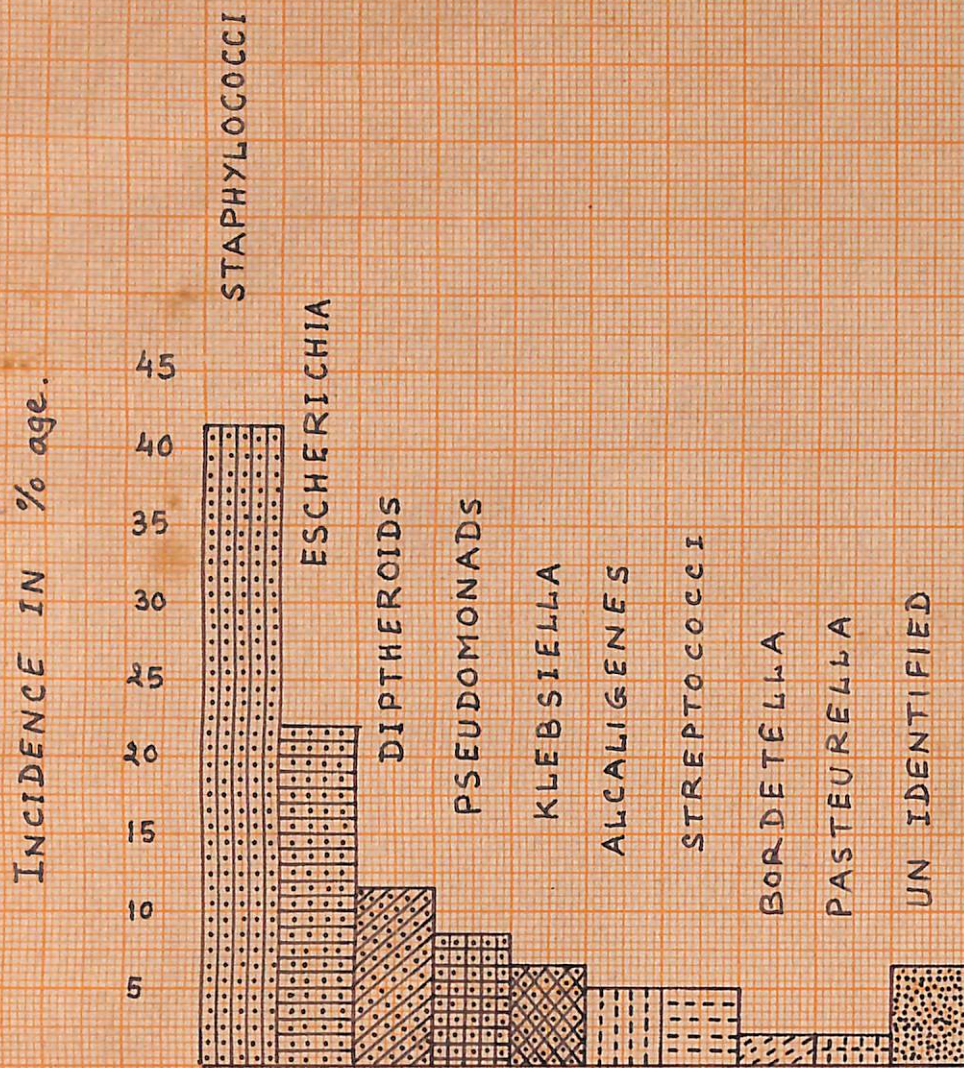 INCIDENCE IN % age.
45
40
35
30
25
20
15
10
5
STAPHYLOCOCCI
ESCHERICHIA
DIPTHEROIDS
PSEUDOMONADS
KLEBSIELLA
ALCALIGENES
STREPTOCOCCI
BORDETELLA
PASTEURELLA
UN IDENTIFIED